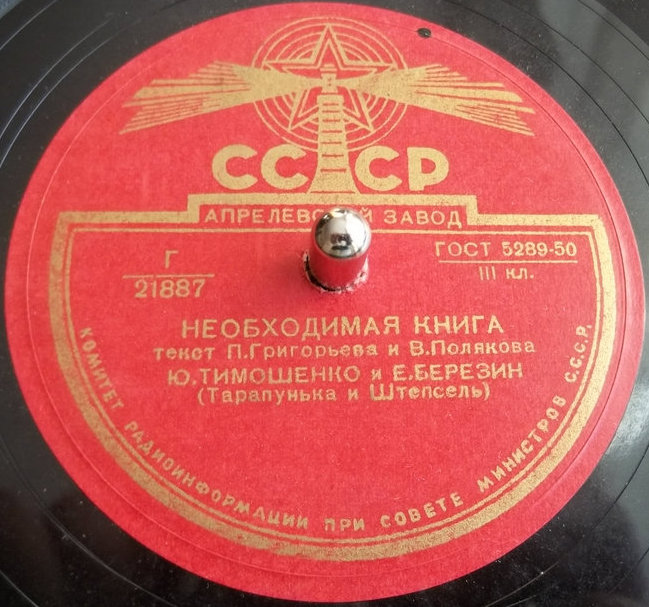 СССР
АПРЕЛЕВСКИЙ ЗАВОД
Г
21887
ГОСТ 5289-50
III кл.
НЕОБХОДИМАЯ КНИГА
текст П.Григорьева и В.Полякова
Ю.ТИМОШЕНКО и Е.БЕРЕЗИН
(Тарапунька и Штепсель)
КОМИТЕТ РАДИОИНФОРМАЦИИ ПРИ СОВЕТЕ МИНИСТРОВ С.С.С.Р.